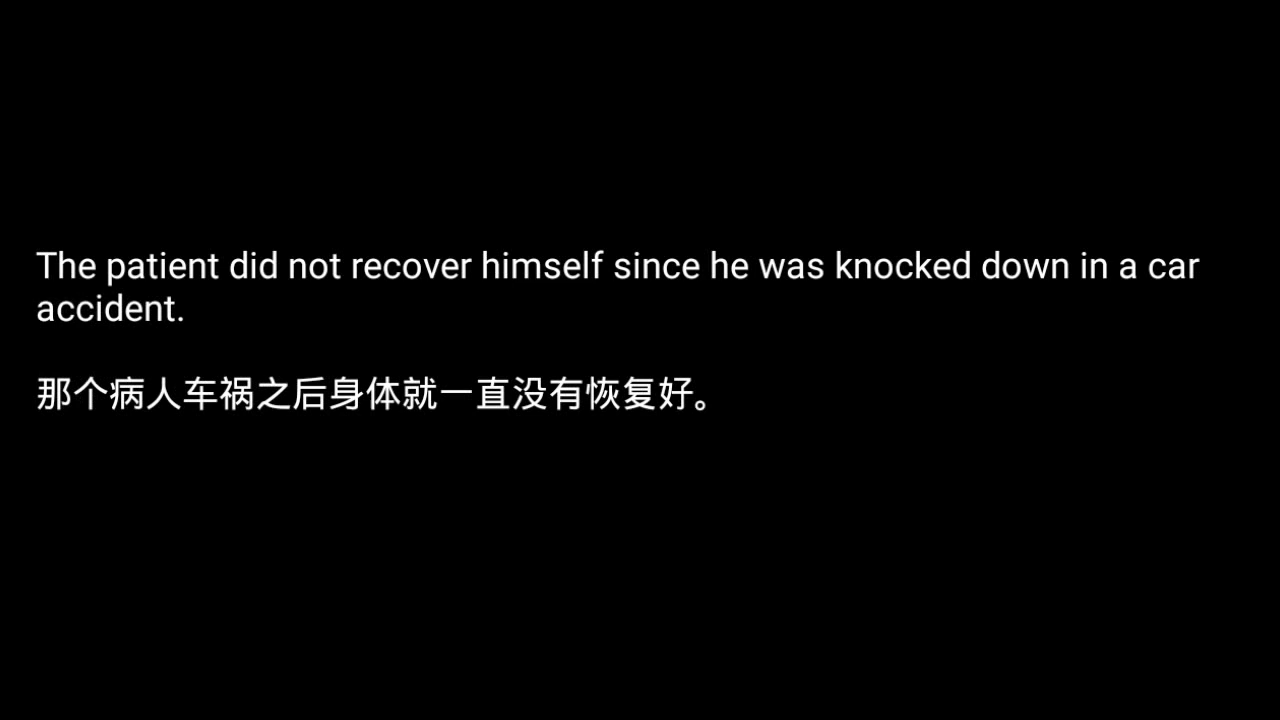 The patient did not recover himself since he was knocked down in a car
accident.
那个病人车祸之后身体就一直没有恢复好。